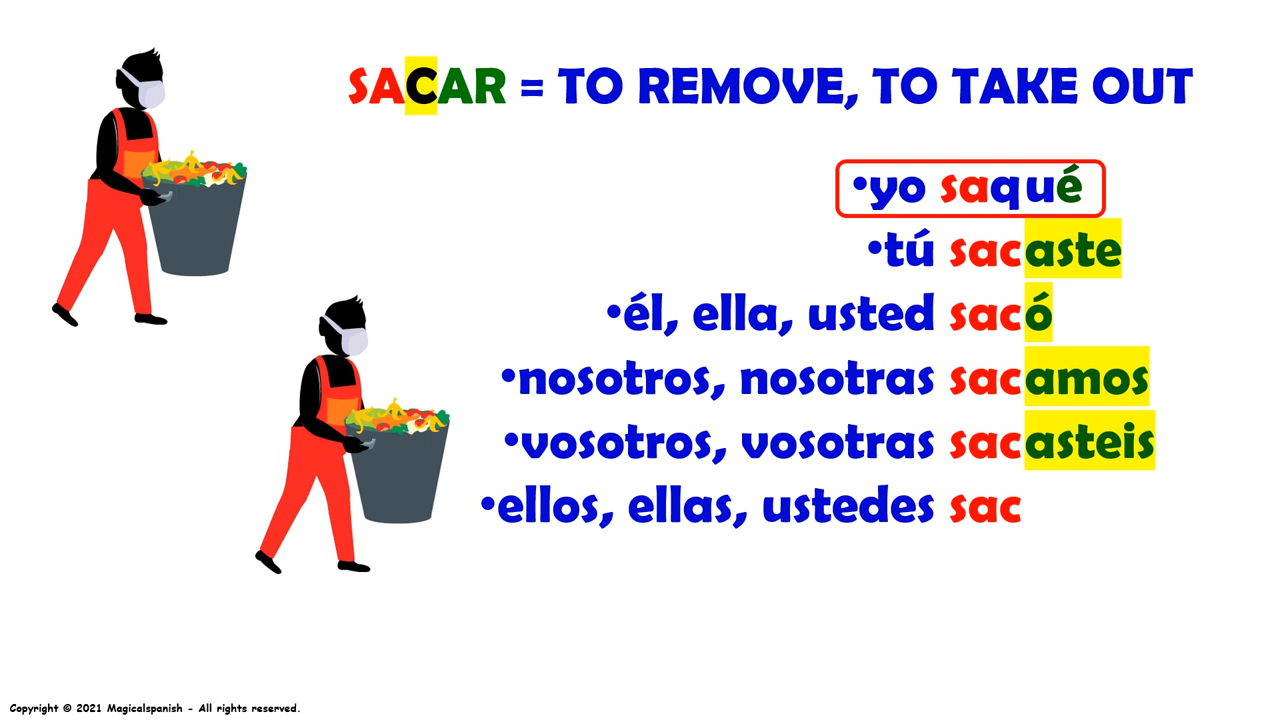 SACAR = TO REMOVE, TO TAKE OUT
•yo saqué
•tú sacaste
•él, ella, usted sacó
•nosotros, nosotras sacamos
•vosotros, vosotras sacasteis
•ellos, ellas, ustedes sac
Copyright © 2021 Magicalspanish - All rights reserved.